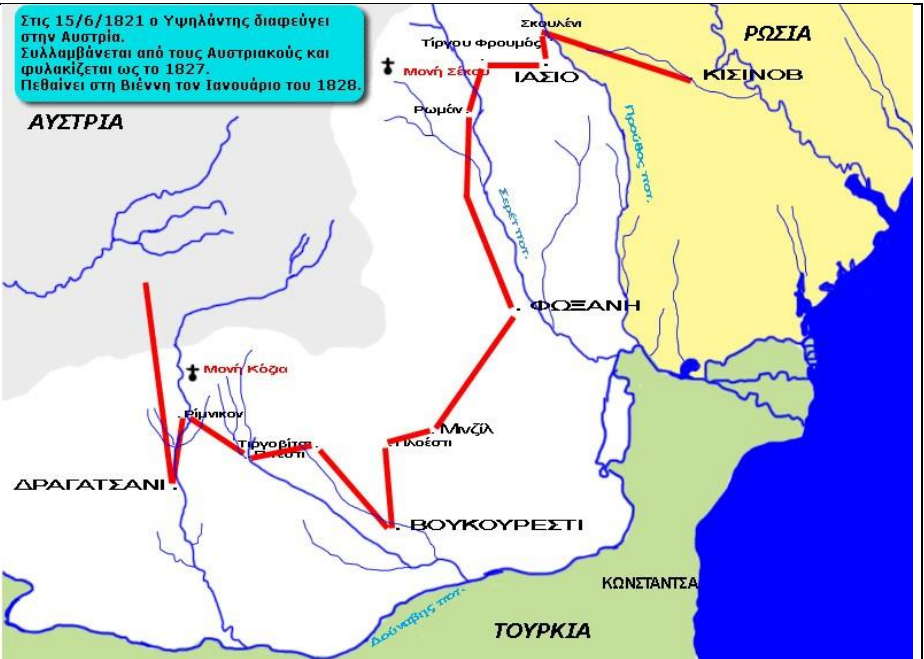 Στις 15/6/1821 ο Υψηλάντης διαφεύγει
στην Αυστρία.
Συλλαμβάνεται από τους Αυστριακούς και
φυλακίζεται ως το 1827.
Πεθαίνει στη Βιέννη τον Ιανουάριο του 1828.
Σκουλένι
ΡΩΣΙΑ
Τίργου Φρουμός
Μονή Σέκου
ΙΑΣΙΟ
ΚΙΣΙΝΟΒ
Ρωμάν
ΑΥΣΤΡΙΑ
Προύθος ποτ.
Σερέτ ποτ.
ΦΩΞΑΝΗ
Μονή Κόζια
Ρίμνικον
Μινζίλ
Τιργοβίτσι
Πλοέστι
Πιτέστι
ΔΡΑΓΑΤΣΑΝΙ
ΒΟΥΚΟΥΡΕΣΤΙ
ΚΩΝΣΤΑΝΤΣΑ
Δούναβης ποτ.
ΤΟΥΡΚΙΑ